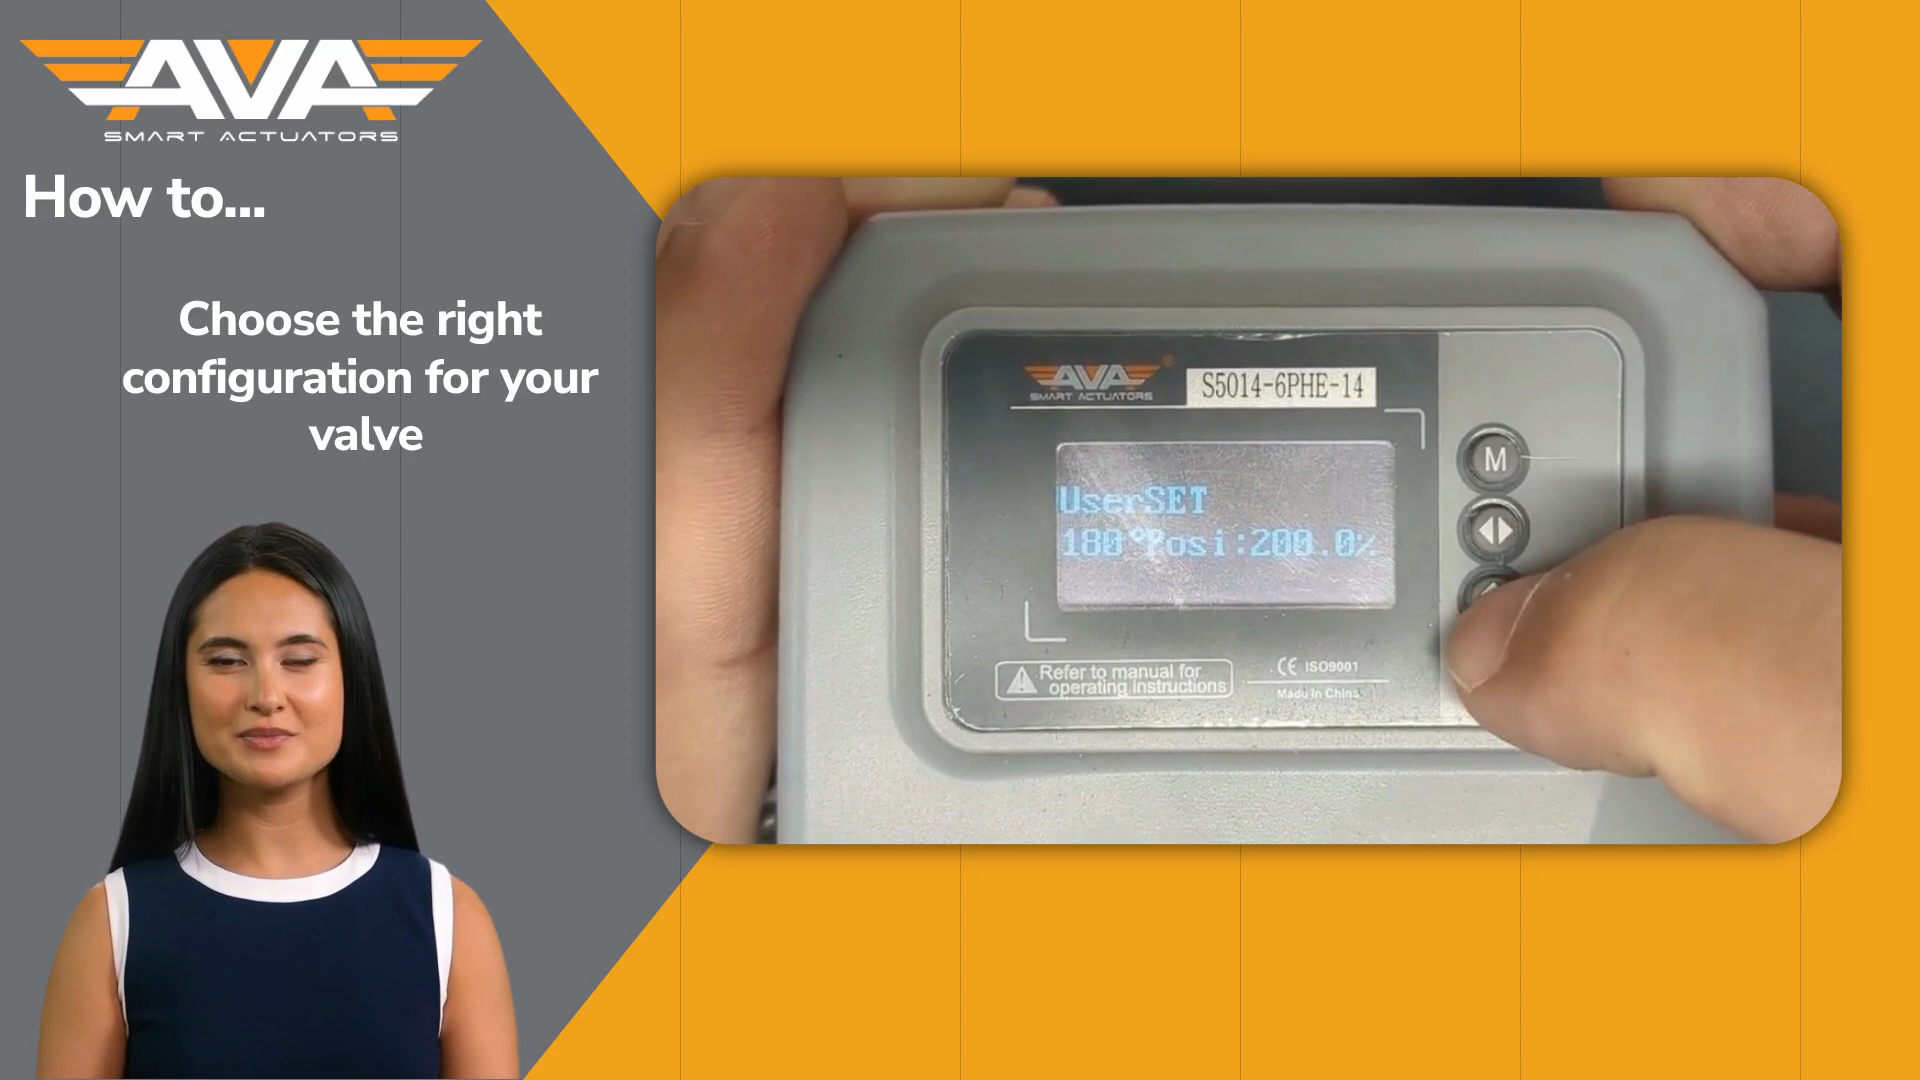 AVA
SMART ACTUATORS
How to...
Choose the right
configuration for your
valve
AVA
®
SMART ACTUATORS
S5014-6PHE-14
M
UserSET
180°Posi:200.0%
Refer to manual for
operating instructions
CE ISO9001
Made In China